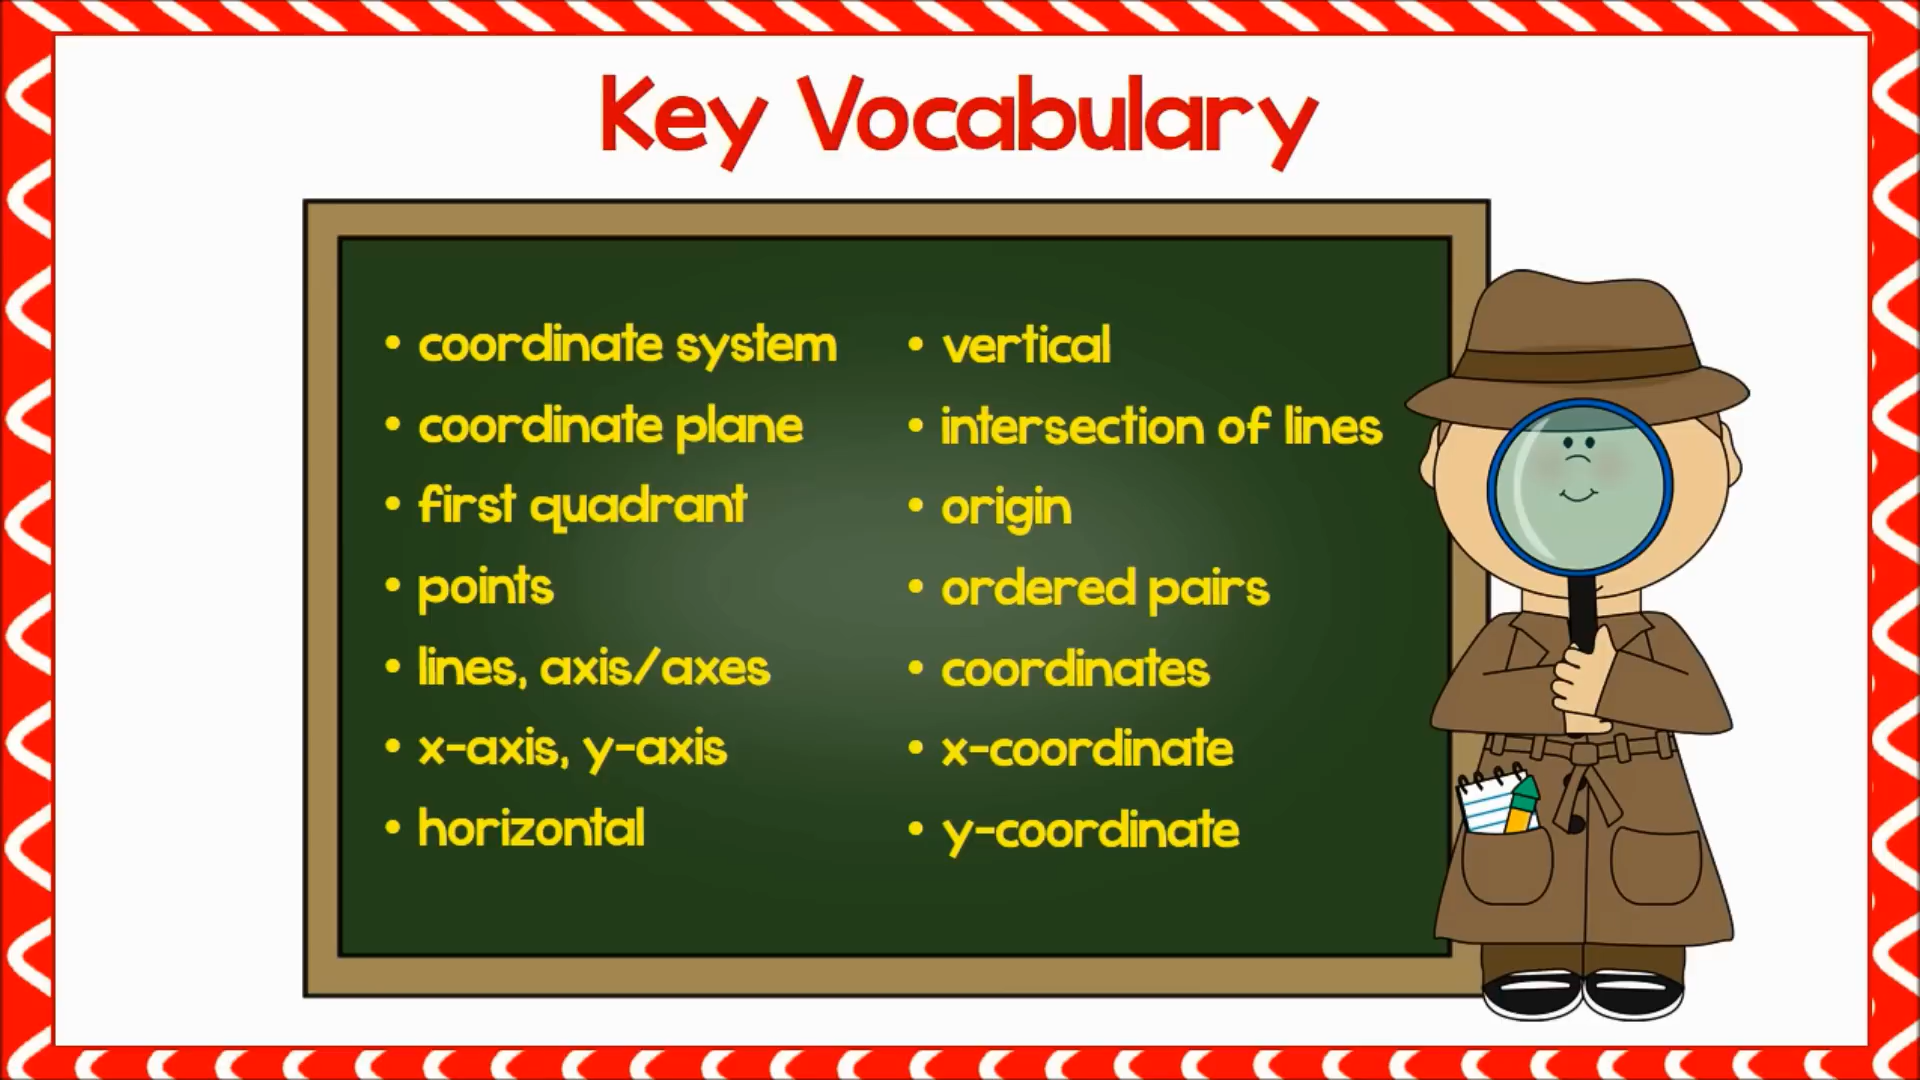 Key Vocabulary
• coordinate system
• coordinate plane
• first quadrant
• points
• lines, axis/axes
• x-axis, y-axis
• horizontal
• vertical
• intersection of lines
• origin
• ordered pairs
• coordinates
• x-coordinate
• y-coordinate